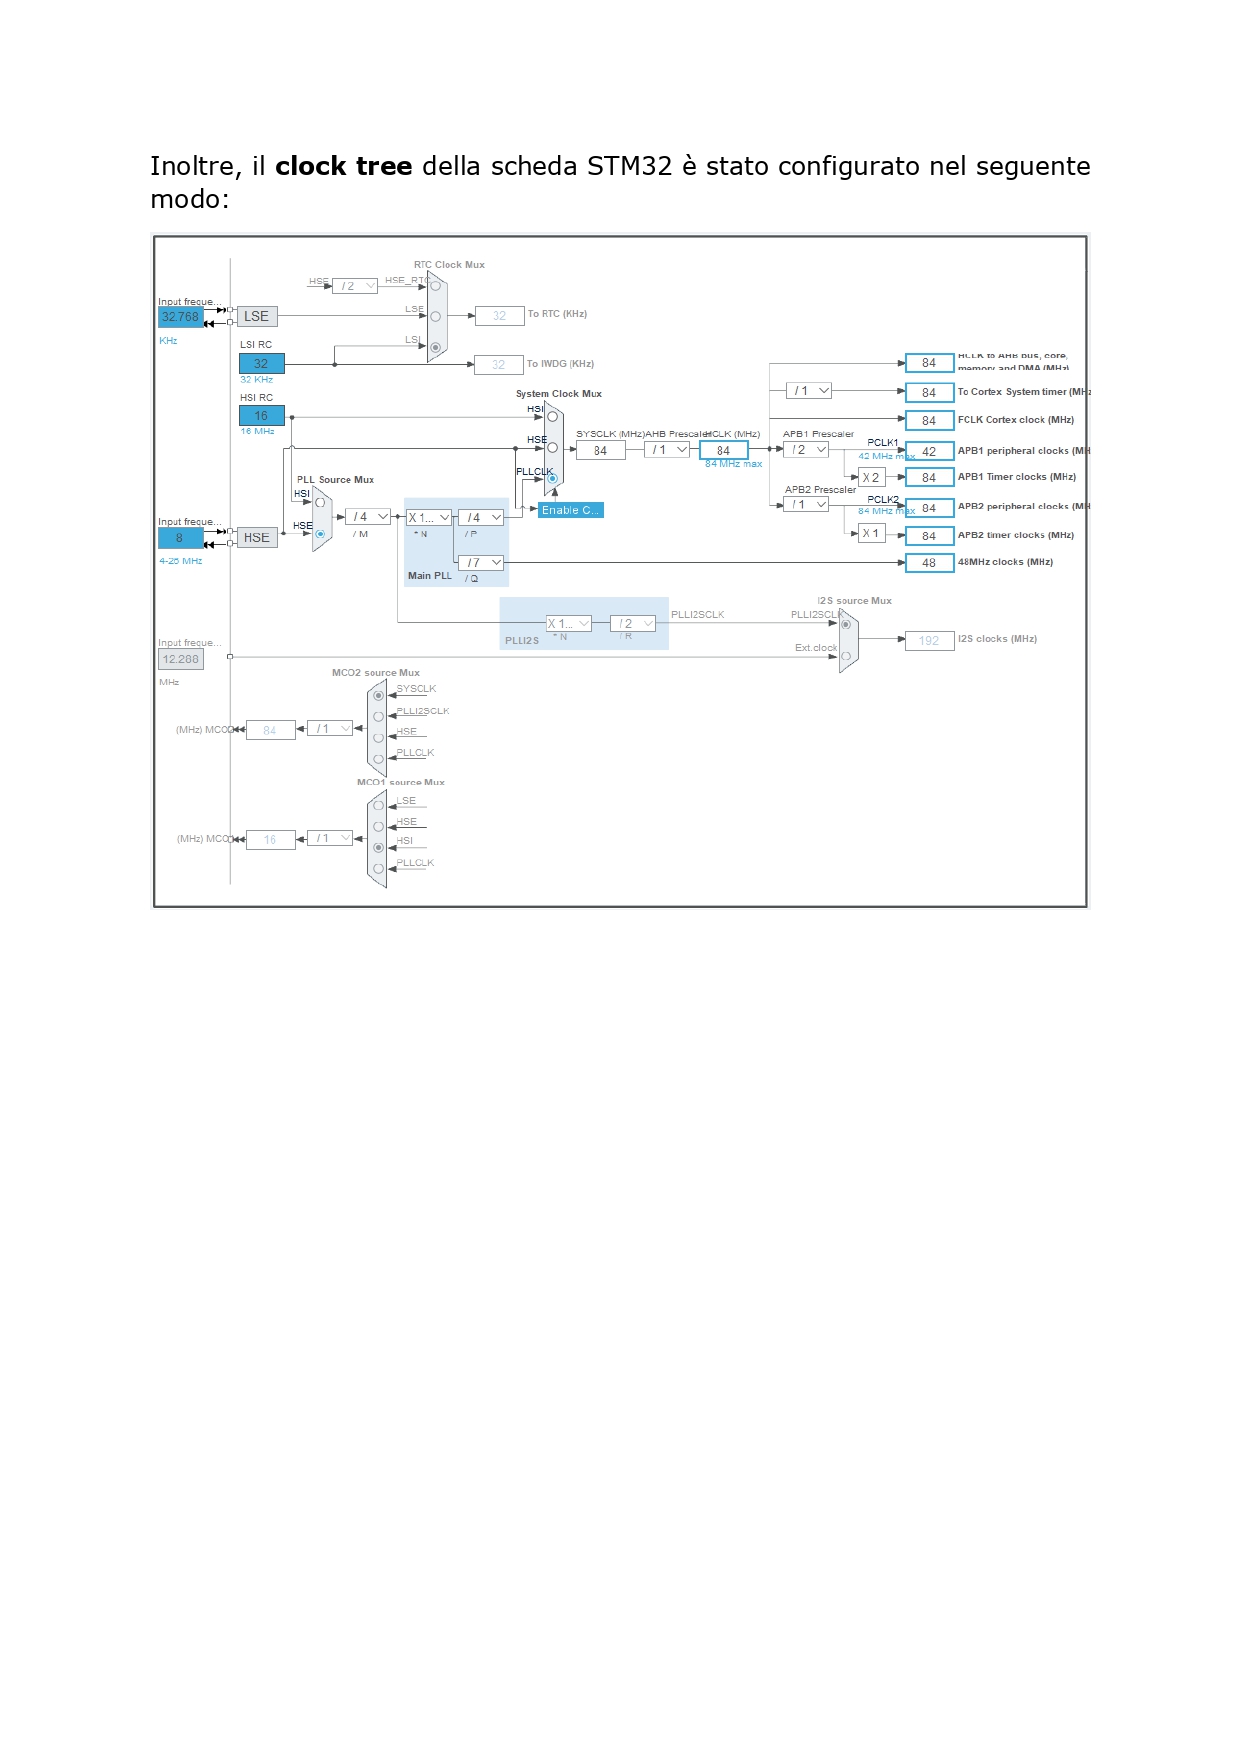 Inoltre, il clock tree della scheda STM32 è stato configurato nel seguente
modo:
RTC Clock Mux
HSE
/ 2
HSE_RTC
Input freque...
32.768
KHz
LSE
LSE
32
To RTC (KHz)
LSI RC
32
32 KHz
LSI
32
To IWDG (KHz)
HSI RC
16
16 MHz
System Clock Mux
HSI
HSE
PLLCLK
Enable C...
SYSCLK (MHz)
84
AHB Prescaler
/ 1
HCLK (MHz)
84
84 MHz max
84
HCLK to AHB bus, core,
memory and DMA (MHz)
/ 1
84
To Cortex System timer (MHz
84
FCLK Cortex clock (MHz)
APB1 Prescaler
/ 2
PCLK1
42 MHz max
42
APB1 peripheral clocks (MH
X 2
84
APB1 Timer clocks (MHz)
APB2 Prescaler
/ 1
PCLK2
84 MHz max
84
APB2 peripheral clocks (MH
X 1
84
APB2 timer clocks (MHz)
48
48MHz clocks (MHz)
PLL Source Mux
HSI
HSE
Input freque...
8
4-26 MHz
HSE
/ 4
/ M
X 1...
* N
/ 4
/ P
/ 7
/ Q
Main PLL
X 1...
* N
/ 2
/ R
PLLI2S
PLLI2SCLK
I2S source Mux
PLLI2SCLK
Ext.clock
192
I2S clocks (MHz)
Input freque...
12.288
MHz
MCO2 source Mux
SYSCLK
PLLI2SCLK
HSE
PLLCLK
(MHz) MCO2
84
/ 1
MCO1 source Mux
LSE
HSE
HSI
PLLCLK
(MHz) MCO1
16
/ 1